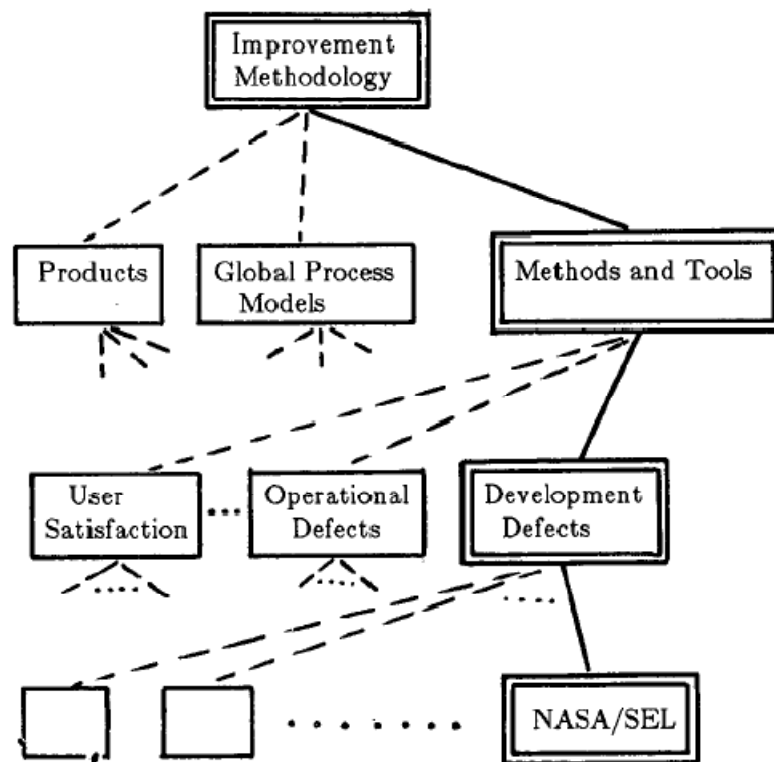 Improvement
Methodology
Products
Global Process
Models
Methods and Tools
User
Satisfaction
Operational
Defects
Development
Defects
NASA/SEL